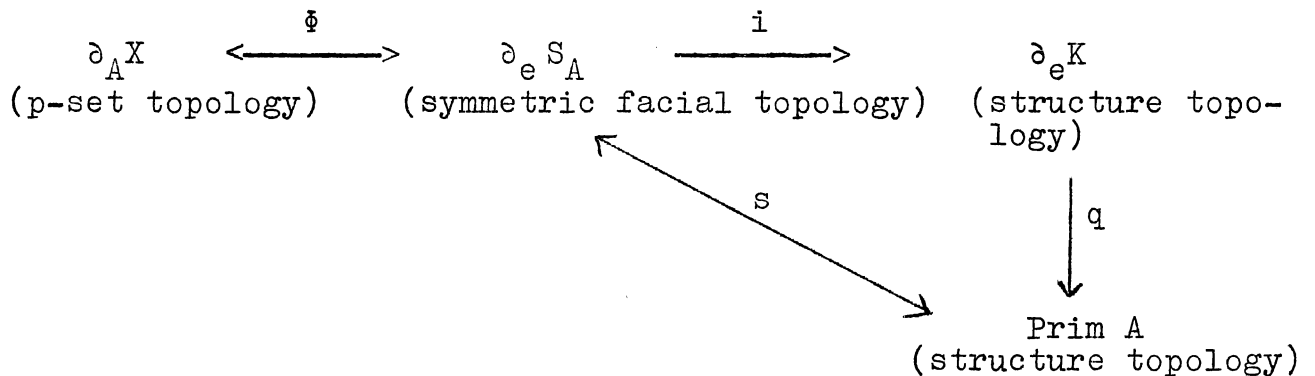 Φ i
∂_A X ∂_e S_A ∂_e K
(p-set topology) (symmetric facial topology) (structure topo-
logy)
s
q
Prim A
(structure topology)